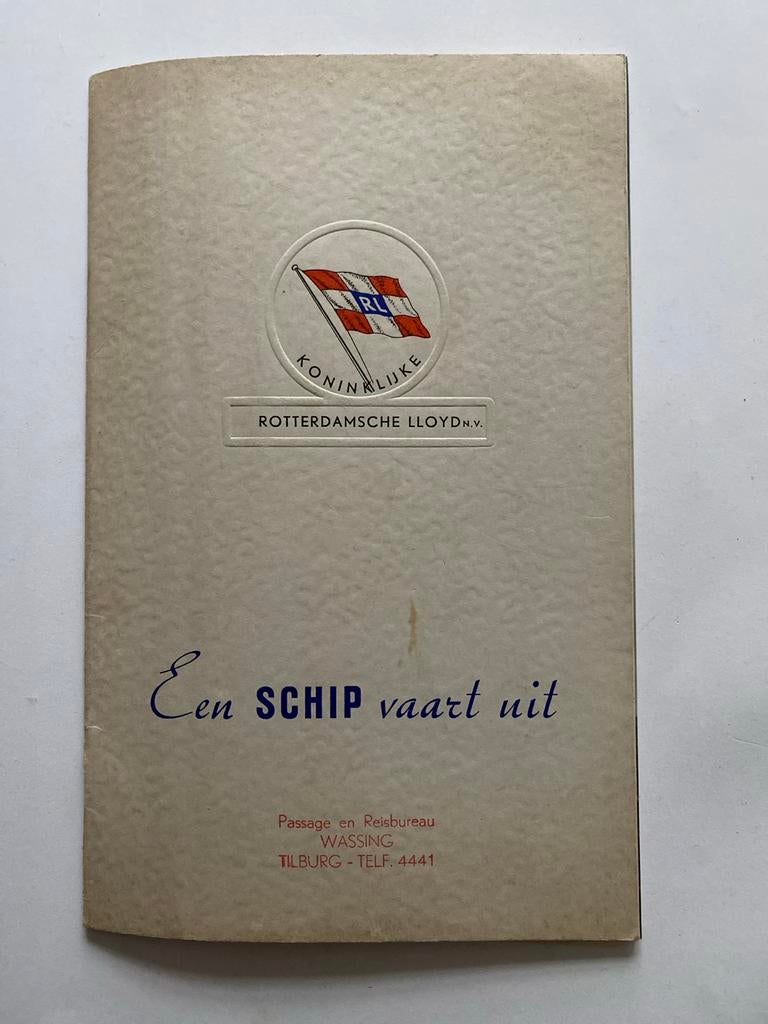 RL
KONINKLIJKE
ROTTERDAMSCHE LLOYD N.V.
Een SCHIP vaart uit
Passage en Reisbureau
WASSING
TILBURG - TELF. 4441